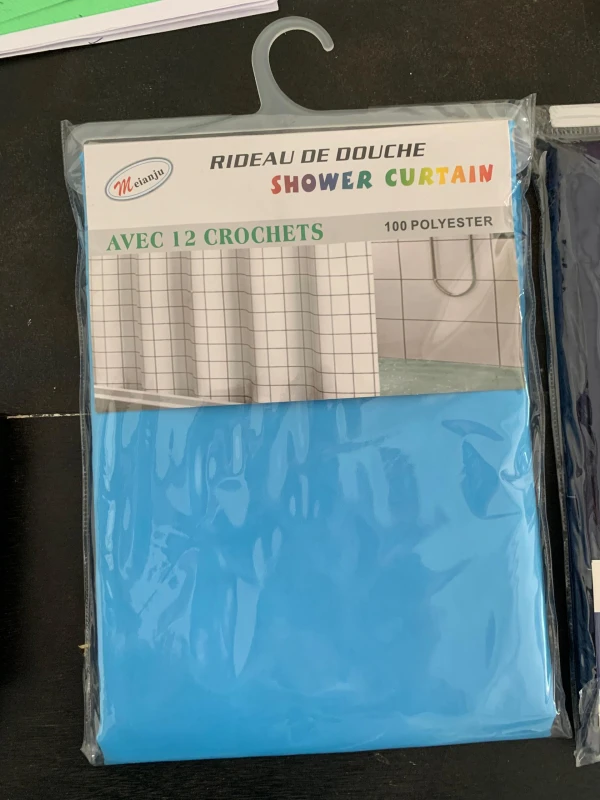 Meianju
RIDEAU DE DOUCHE
SHOWER CURTAIN
AVEC 12 CROCHETS
100 POLYESTER